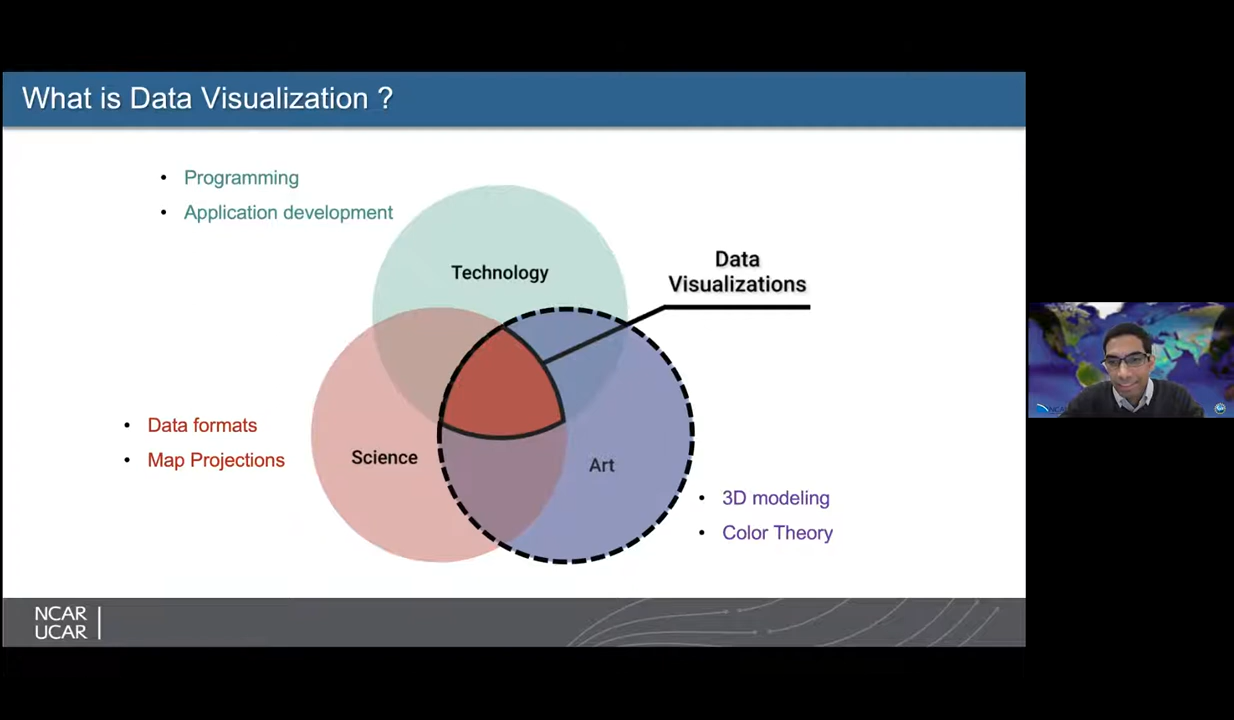 What is Data Visualization ?
• Programming
• Application development
Technology
Data
Visualizations
• Data formats
• Map Projections
Science
Art
• 3D modeling
• Color Theory
NCAR
UCAR
NCAR